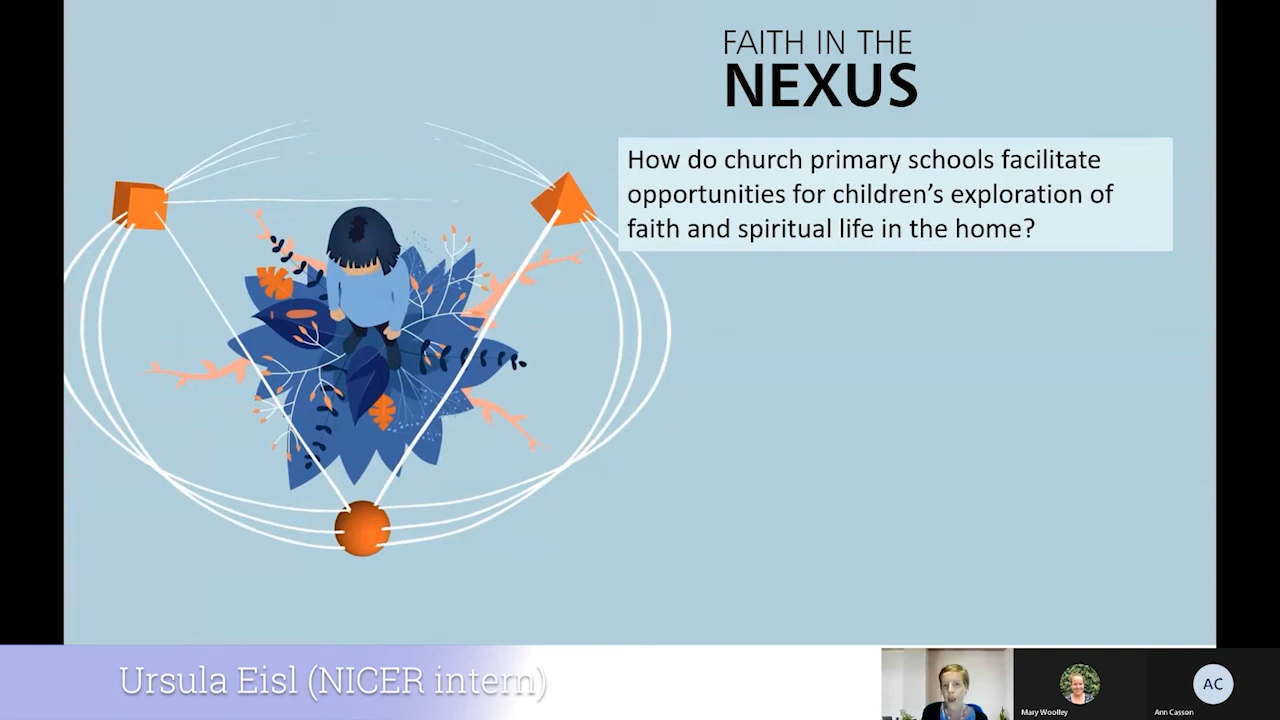 FAITH IN THE
NEXUS
How do church primary schools facilitate
opportunities for children's exploration of
faith and spiritual life in the home?
Ursula Eisl (NICER intern)
AC
Mary Woolley
Ann Casson